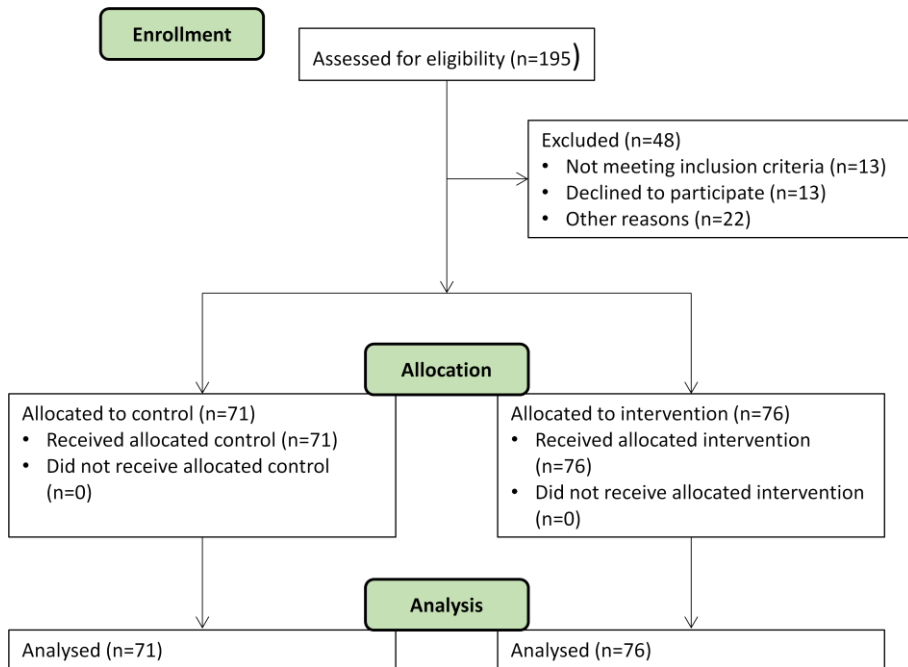 Enrollment
Assessed for eligibility (n=195)
Excluded (n=48)
• Not meeting inclusion criteria (n=13)
• Declined to participate (n=13)
• Other reasons (n=22)
Allocation
Allocated to control (n=71)
• Received allocated control (n=71)
• Did not receive allocated control
(n=0)
Allocated to intervention (n=76)
• Received allocated intervention
(n=76)
• Did not receive allocated intervention
(n=0)
Analysis
Analysed (n=71)
Analysed (n=76)